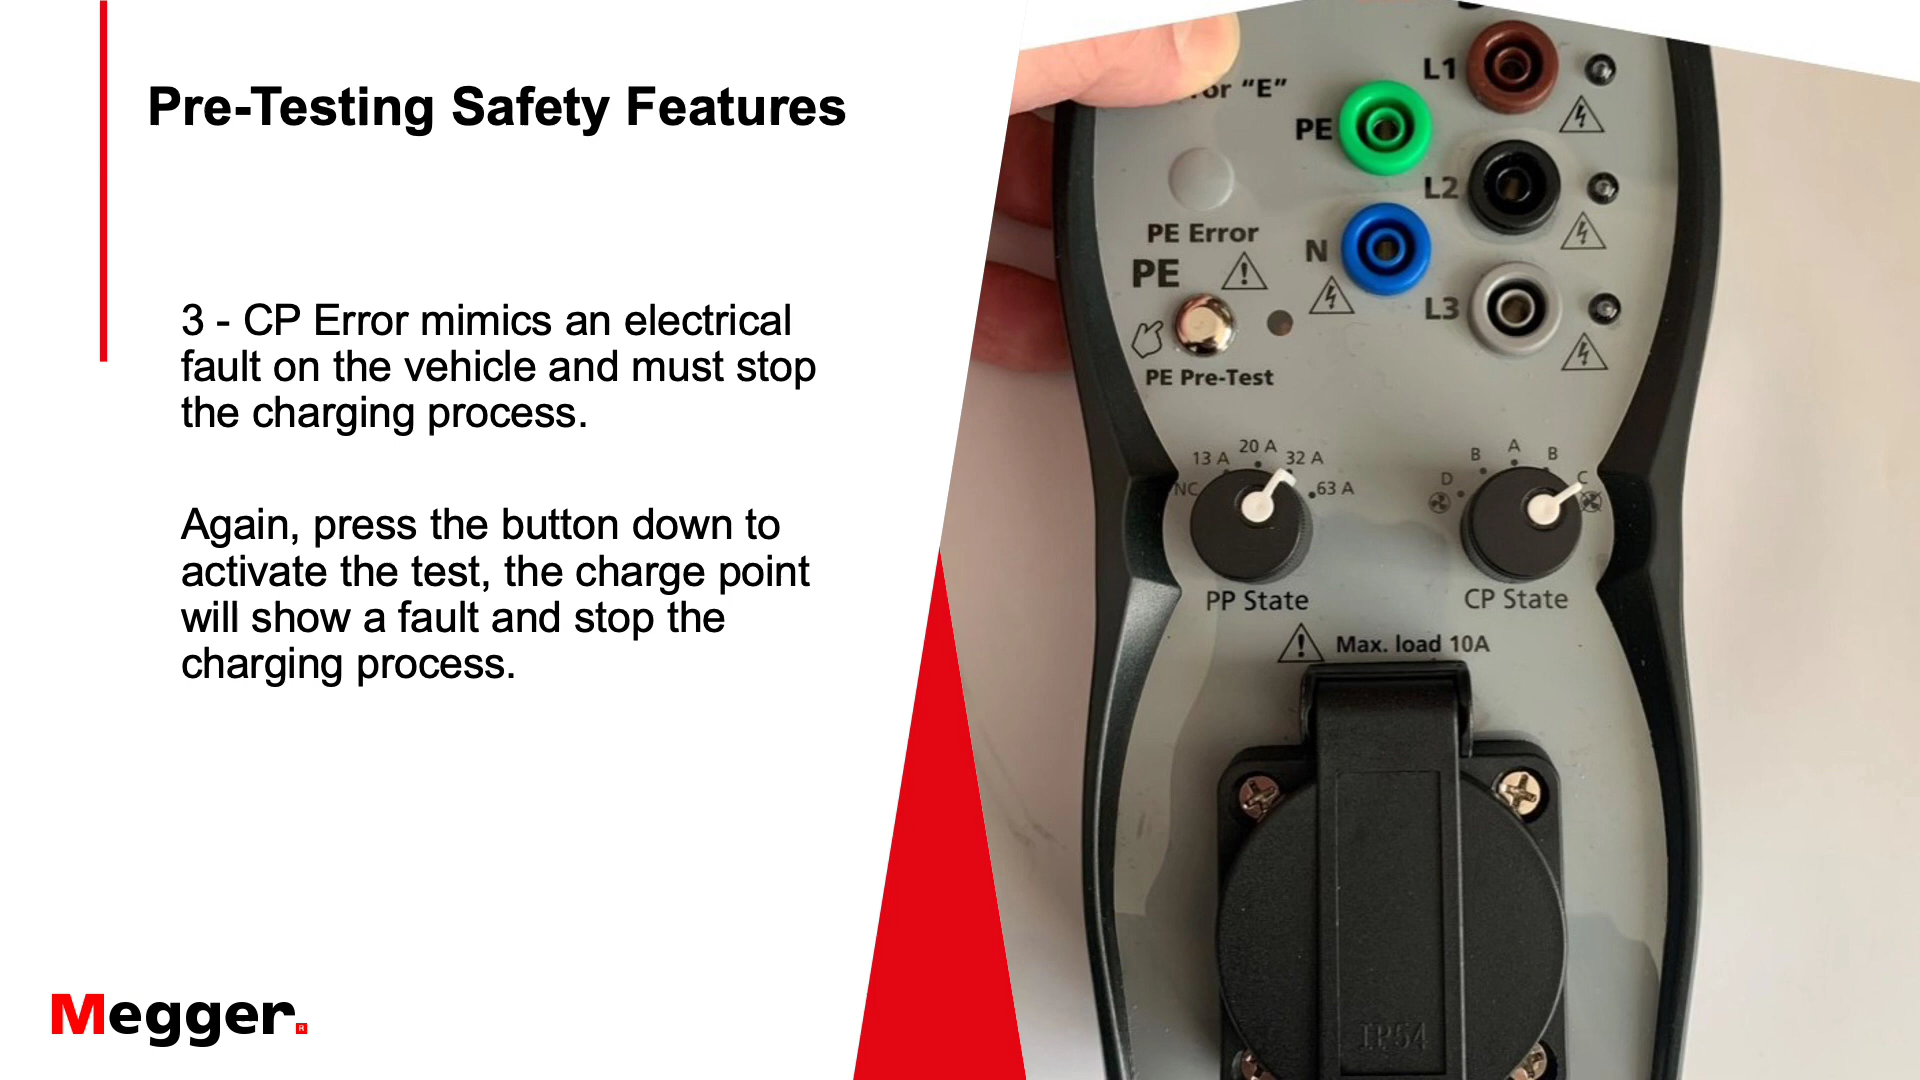 Pre-Testing Safety Features
3 - CP Error mimics an electrical
fault on the vehicle and must stop
the charging process.
Again, press the button down to
activate the test, the charge point
will show a fault and stop the
charging process.
Megger®
"E"
L1
PE
L2
PE Error
N
PE
L3
PE Pre-Test
NC 13 A 20 A 32 A 63 A
D B A B C
PP State
CP State
Max. load 10A
IP54